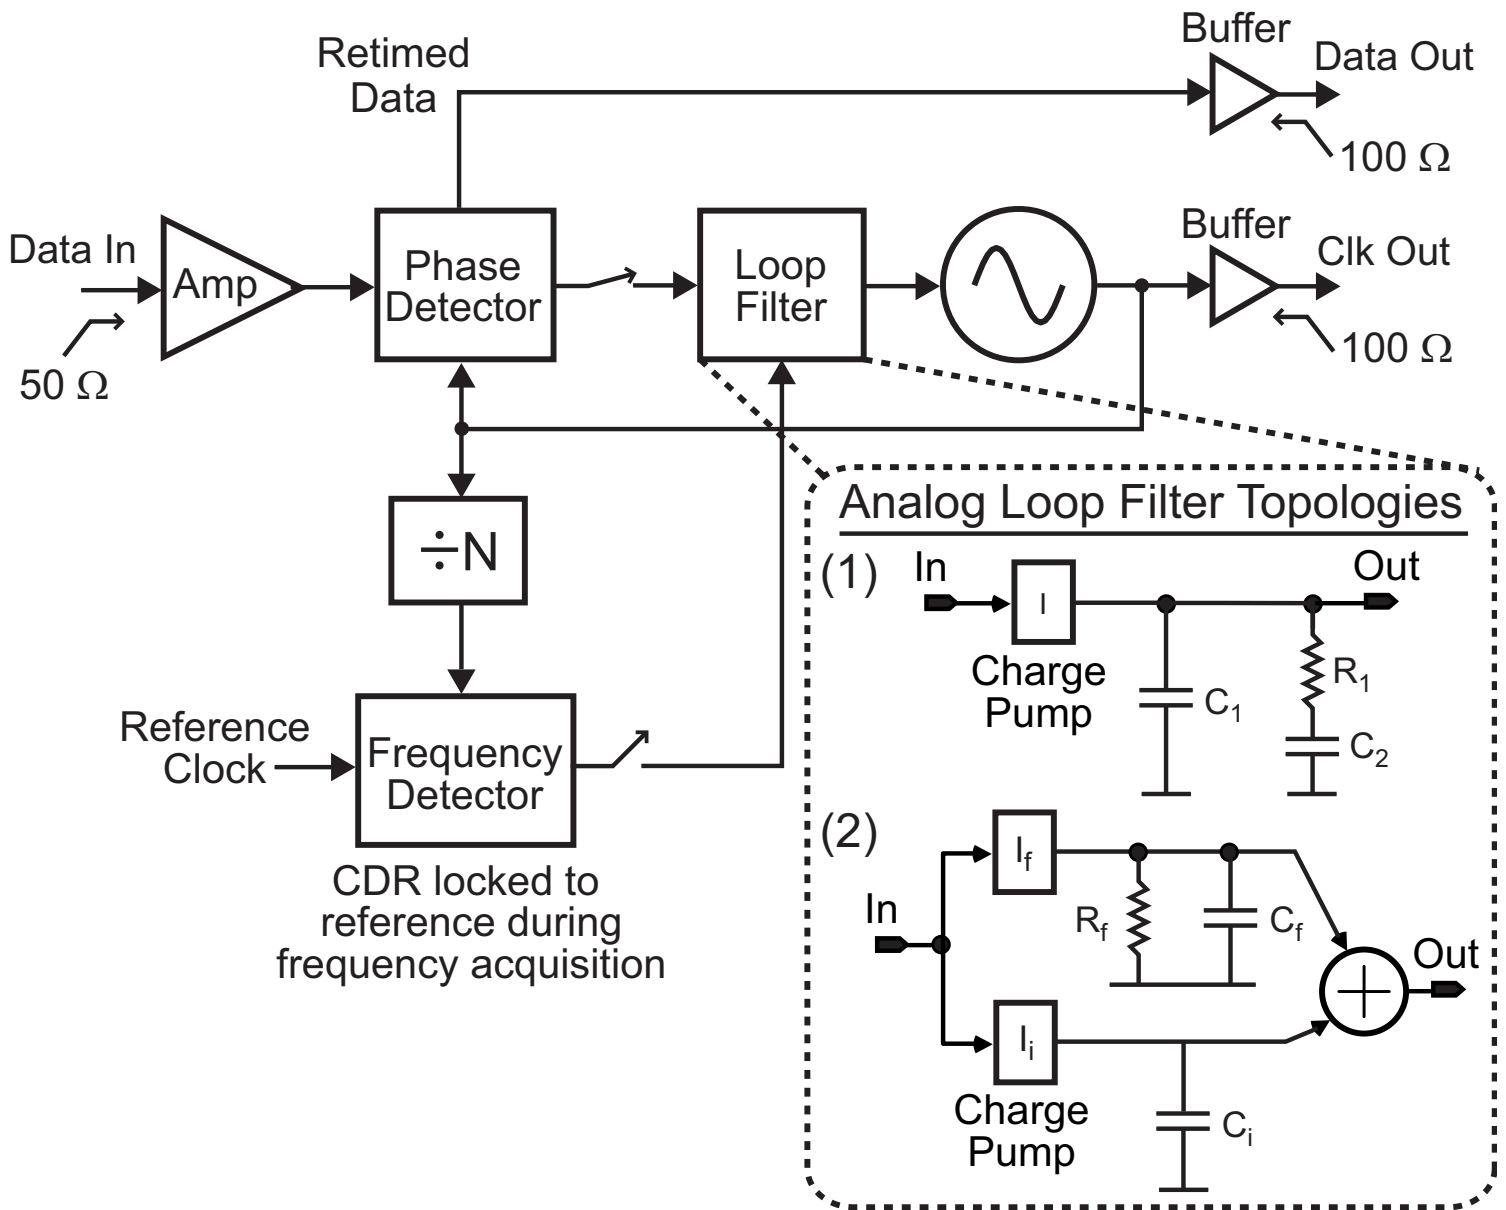 Retimed
Data
Buffer
Data Out
100 Ω
Data In
Amp
50 Ω
Phase
Detector
Loop
Filter
Buffer
Clk Out
100 Ω
÷N
Reference
Clock
Frequency
Detector
CDR locked to
reference during
frequency acquisition
Analog Loop Filter Topologies
(1)
In
I
Charge
Pump
Out
C1
R1
C2
(2)
In
If
Rf
Cf
Ii
Charge
Pump
Ci
Out